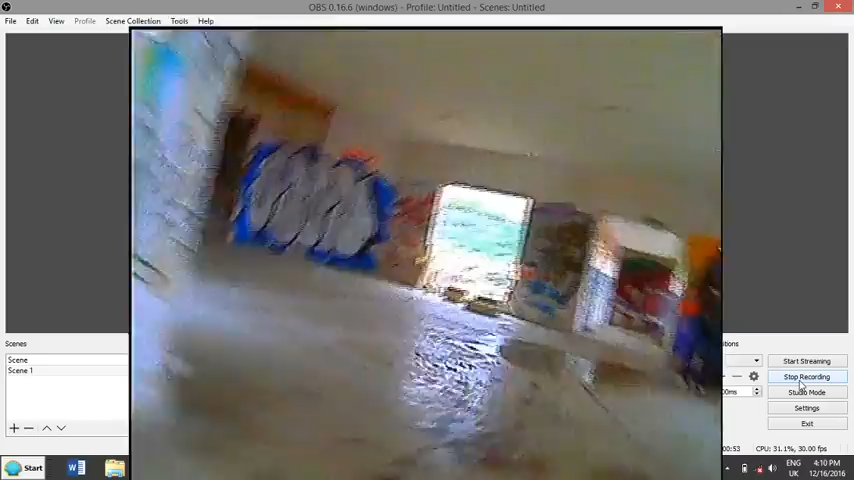 OBS 0.16.6 (windows) - Profile: Untitled - Scenes: Untitled
File Edit View Profile Scene Collection Tools Help
Scenes
Scene
Scene 1
Start Streaming
Stop Recording
Studio Mode
Settings
Exit
CPU: 31.1%, 30.00 fps
Start
ENG
UK
4:10 PM
12/16/2016